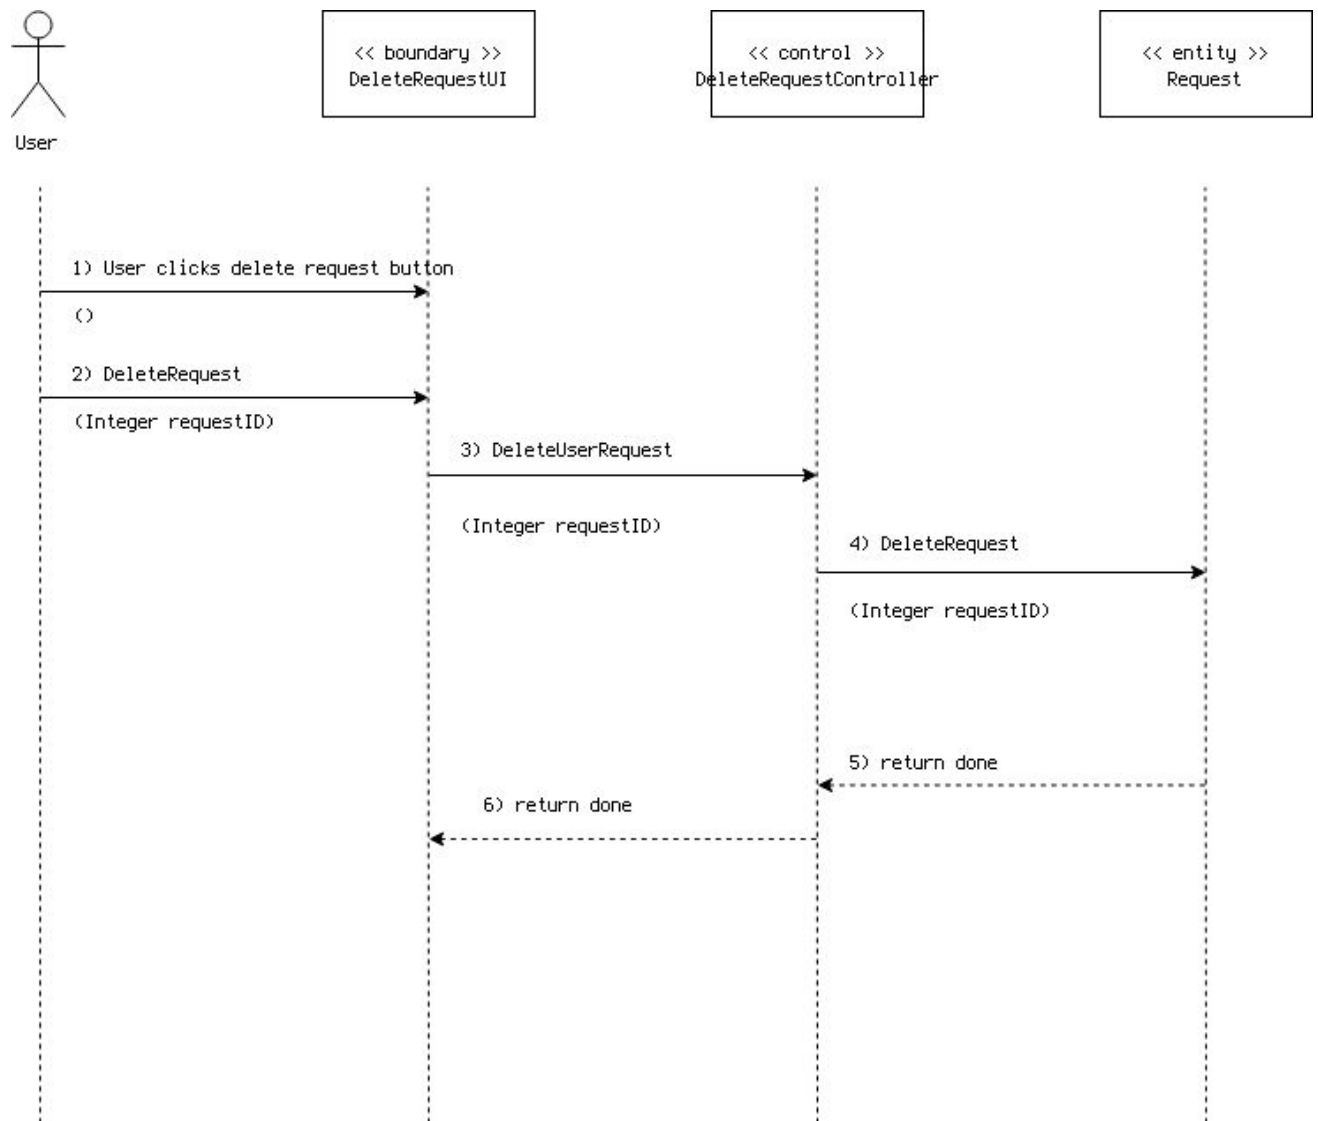 << boundary >>
DeleteRequestUI
<< control >>
DeleteRequestController
<< entity >>
Request
User
1) User clicks delete request button
()
2) DeleteRequest
(Integer requestID)
3) DeleteUserRequest
(Integer requestID)
4) DeleteRequest
(Integer requestID)
5) return done
6) return done